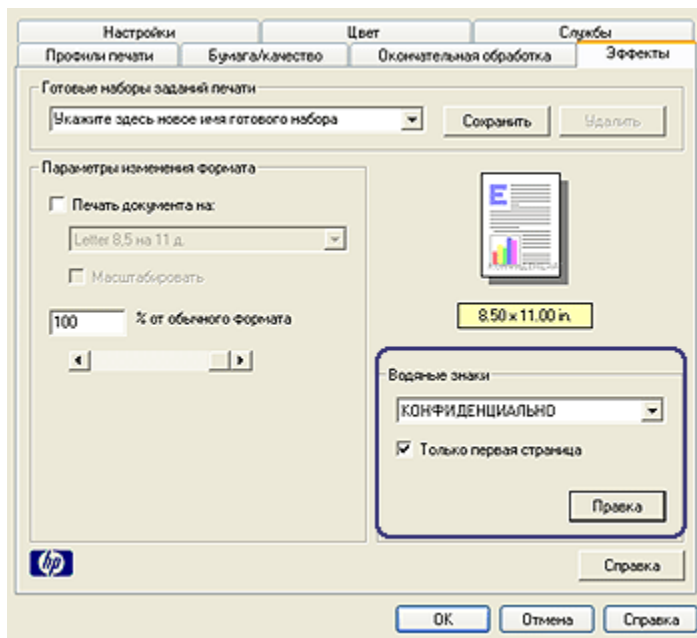 Настройки
Цвет
Службы
Профили печати
Бумага/качество
Окончательная обработка
Эффекты
Готовые наборы заданий печати
Укажите здесь новое имя готового набора
Сохранить
Удалить
Параметры изменения формата
Печать документа на:
Letter 8,5 на 11 д.
Масштабировать
100
% от обычного формата
E
КОНФИДЕНЦИАЛЬНО
8.50 x 11.00 in.
Водяные знаки
КОНФИДЕНЦИАЛЬНО
Только первая страница
Правка
hp
Справка
OK
Отмена
Справка